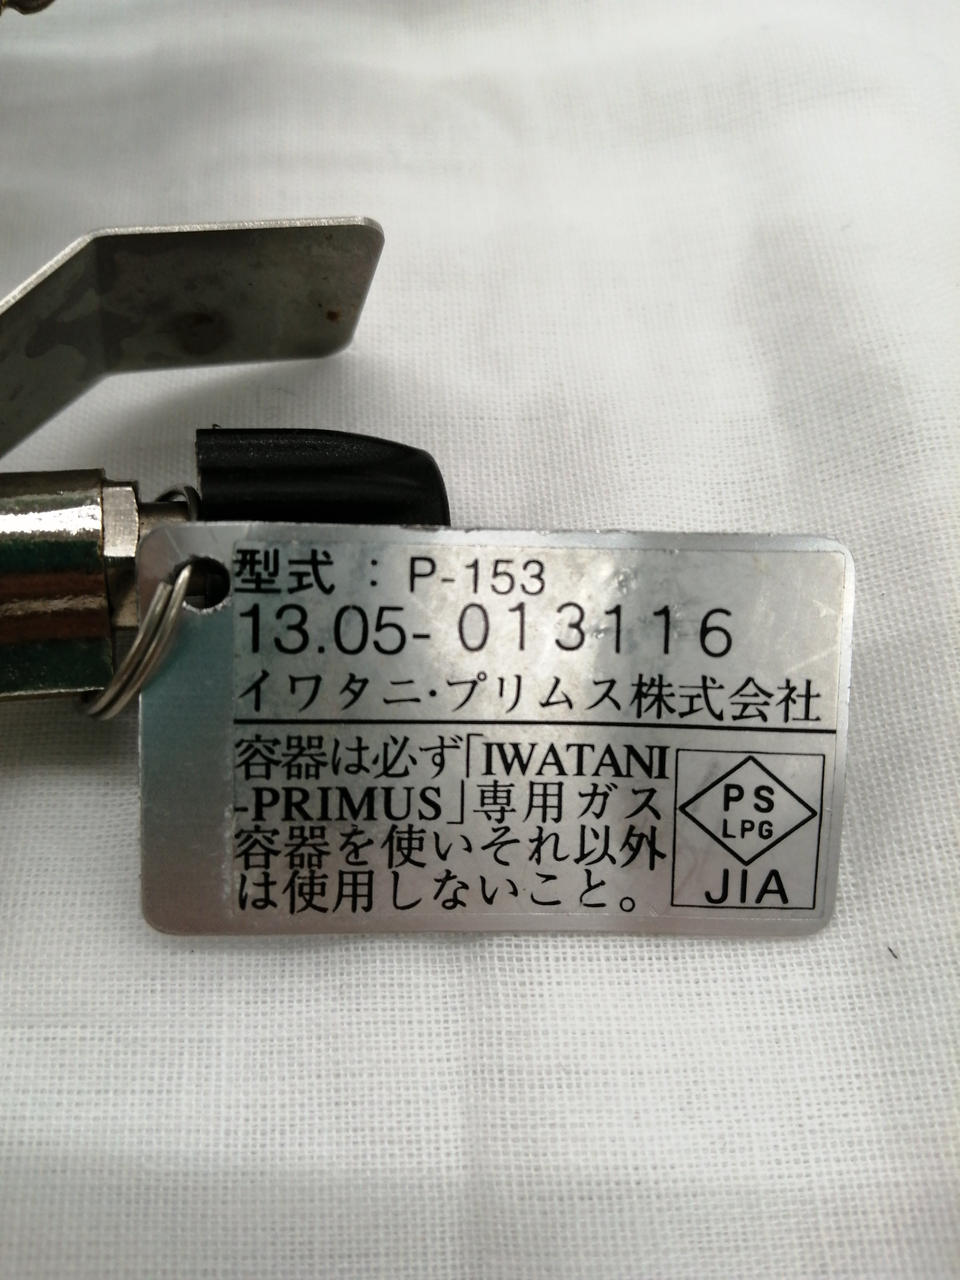 型式：P-153
13.05-013116
イワタニ・プリムス株式会社
容器は必ず「IWATANI
-PRIMUS」専用ガス
容器を使いそれ以外
は使用しないこと。
PS
LPG
JIA